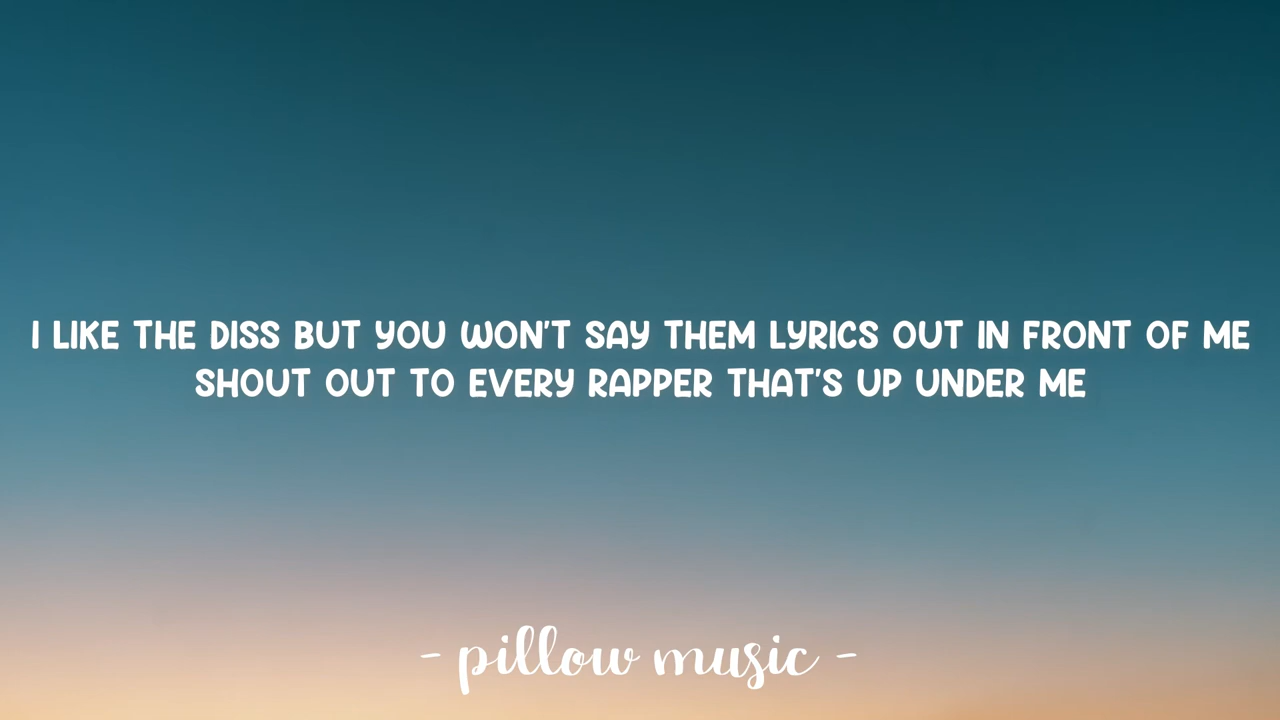 I LIKE THE DISS BUT YOU WON'T SAY THEM LYRICS OUT IN FRONT OF ME
SHOUT OUT TO EVERY RAPPER THAT'S UP UNDER ME
- pillow music -